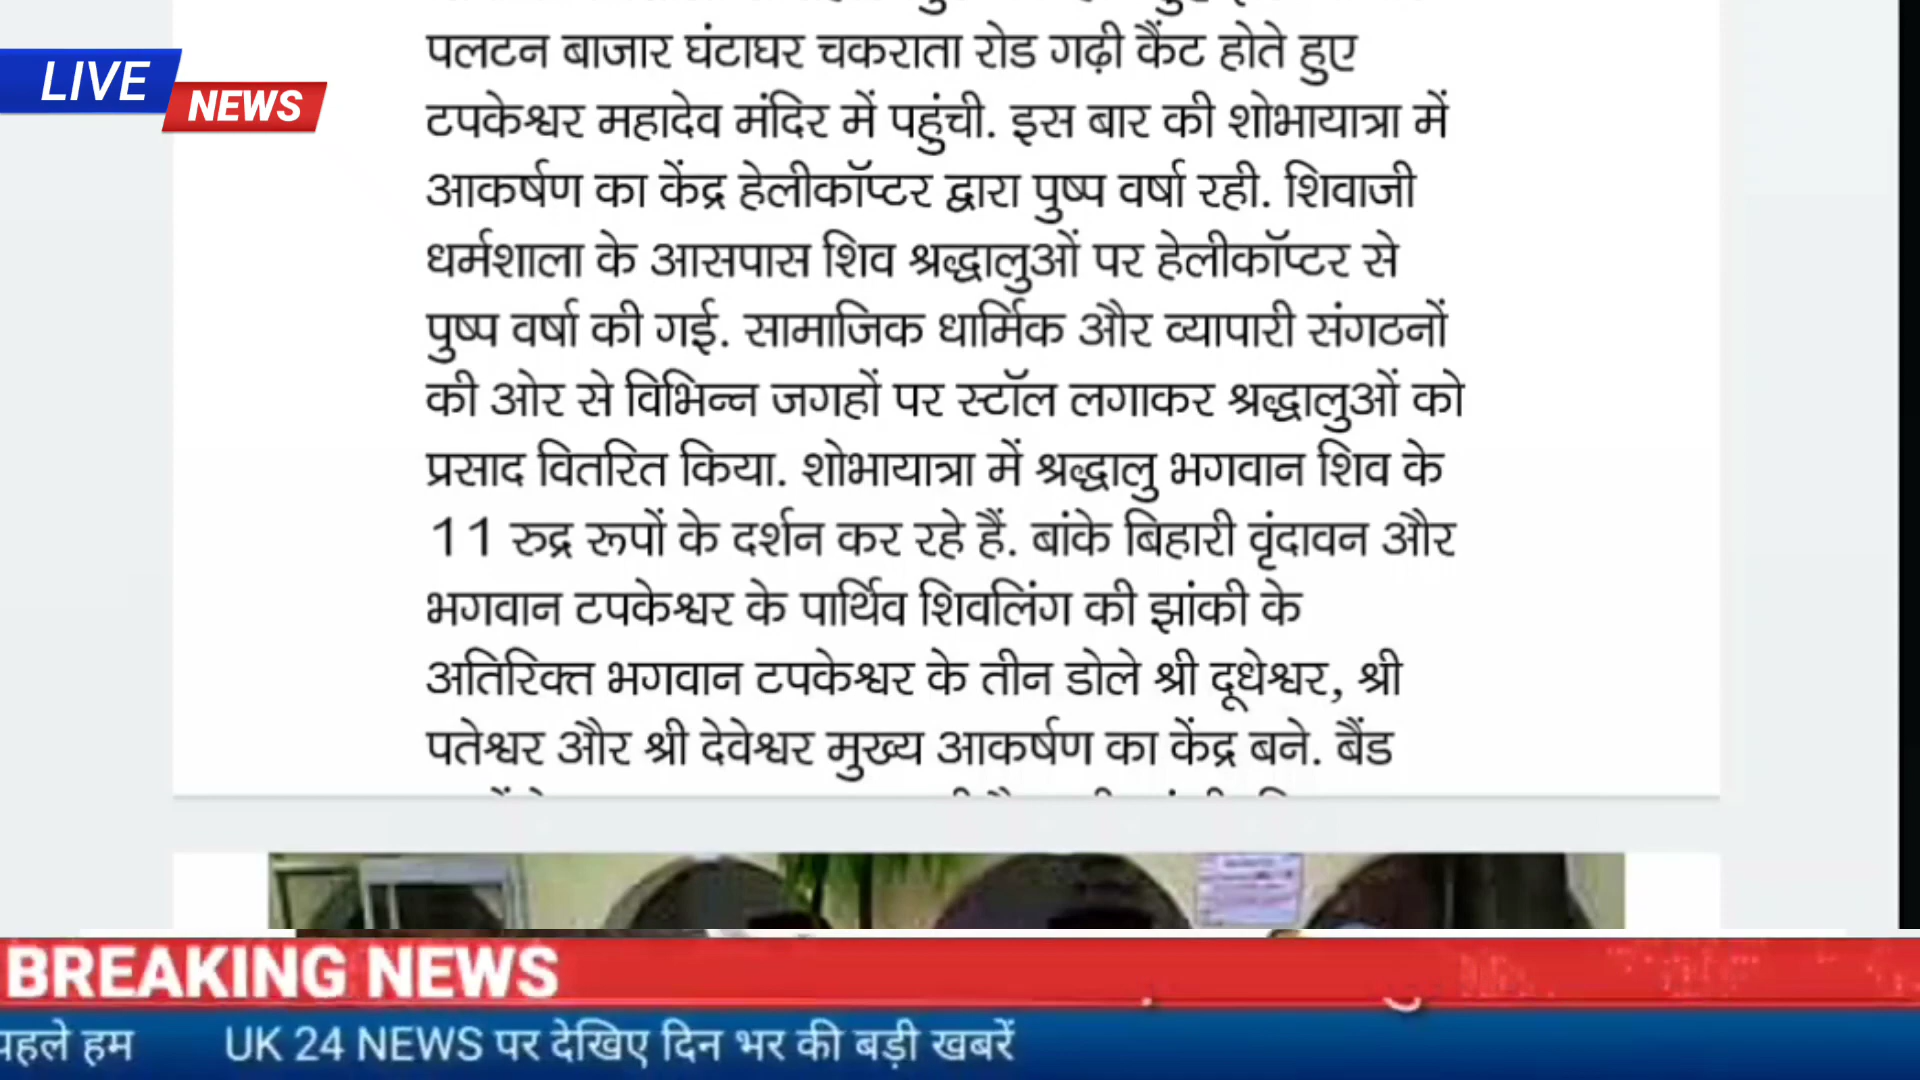 LIVE
NEWS
पलटन बाजार घंटाघर चकराता रोड गढ़ी कैंट होते हुए
टपकेश्वर महादेव मंदिर में पहुंची. इस बार की शोभायात्रा में
आकर्षण का केंद्र हेलीकॉप्टर द्वारा पुष्प वर्षा रही. शिवाजी
धर्मशाला के आसपास शिव श्रद्धालुओं पर हेलीकॉप्टर से
पुष्प वर्षा की गई. सामाजिक धार्मिक और व्यापारी संगठनों
की ओर से विभिन्न जगहों पर स्टॉल लगाकर श्रद्धालुओं को
प्रसाद वितरित किया. शोभायात्रा में श्रद्धालु भगवान शिव के
11 रुद्र रूपों के दर्शन कर रहे हैं. बांके बिहारी वृंदावन और
भगवान टपकेश्वर के पार्थिव शिवलिंग की झांकी के
अतिरिक्त भगवान टपकेश्वर के तीन डोले श्री दूधेश्वर, श्री
पतेश्वर और श्री देवेश्वर मुख्य आकर्षण का केंद्र बने. बैंड
BREAKING NEWS
पहले हम UK 24 NEWS पर देखिए दिन भर की बड़ी खबरें